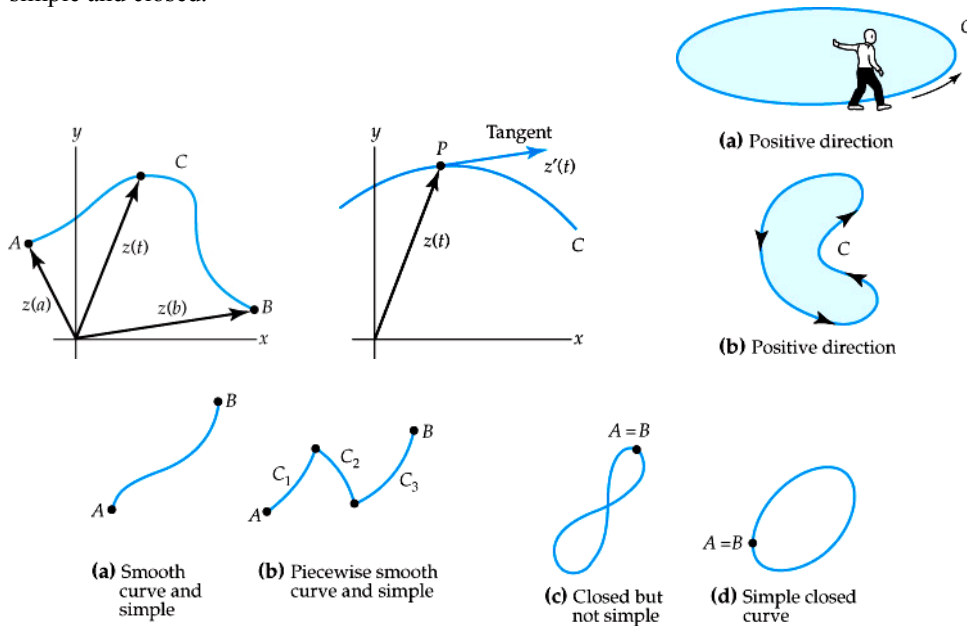 simple and closed.
C
(a) Positive direction
y
C
A
z(t)
z(a)
z(b)
B
x
y
P
Tangent
z′(t)
z(t)
C
x
C
(b) Positive direction
B
A
(a) Smooth
curve and
simple
B
C1
C2
C3
A
(b) Piecewise smooth
curve and simple
A = B
(c) Closed but
not simple
A = B
(d) Simple closed
curve